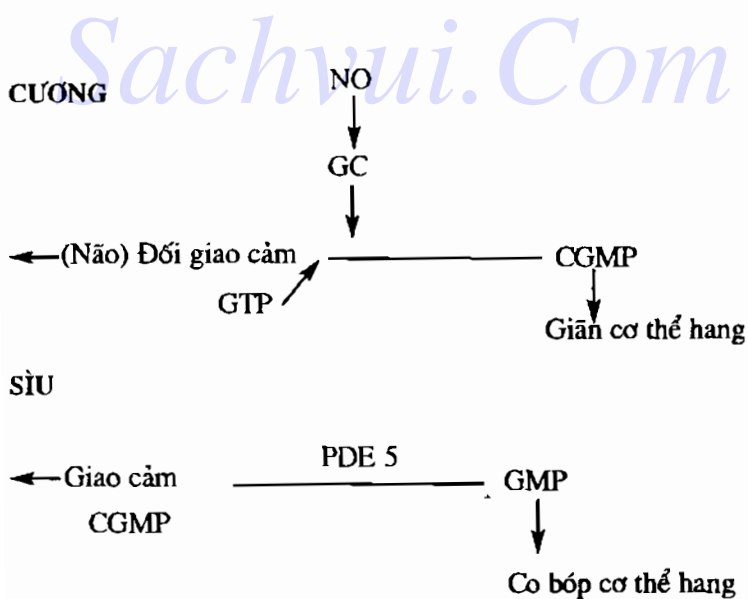 Sachvui.Com
CƯƠNG
NO
GC
(Não) Đối giao cảm
CGMP
GTP
Giãn cơ thể hang
SÌU
PDE 5
Giao cảm
GMP
CGMP
Co bóp cơ thể hang